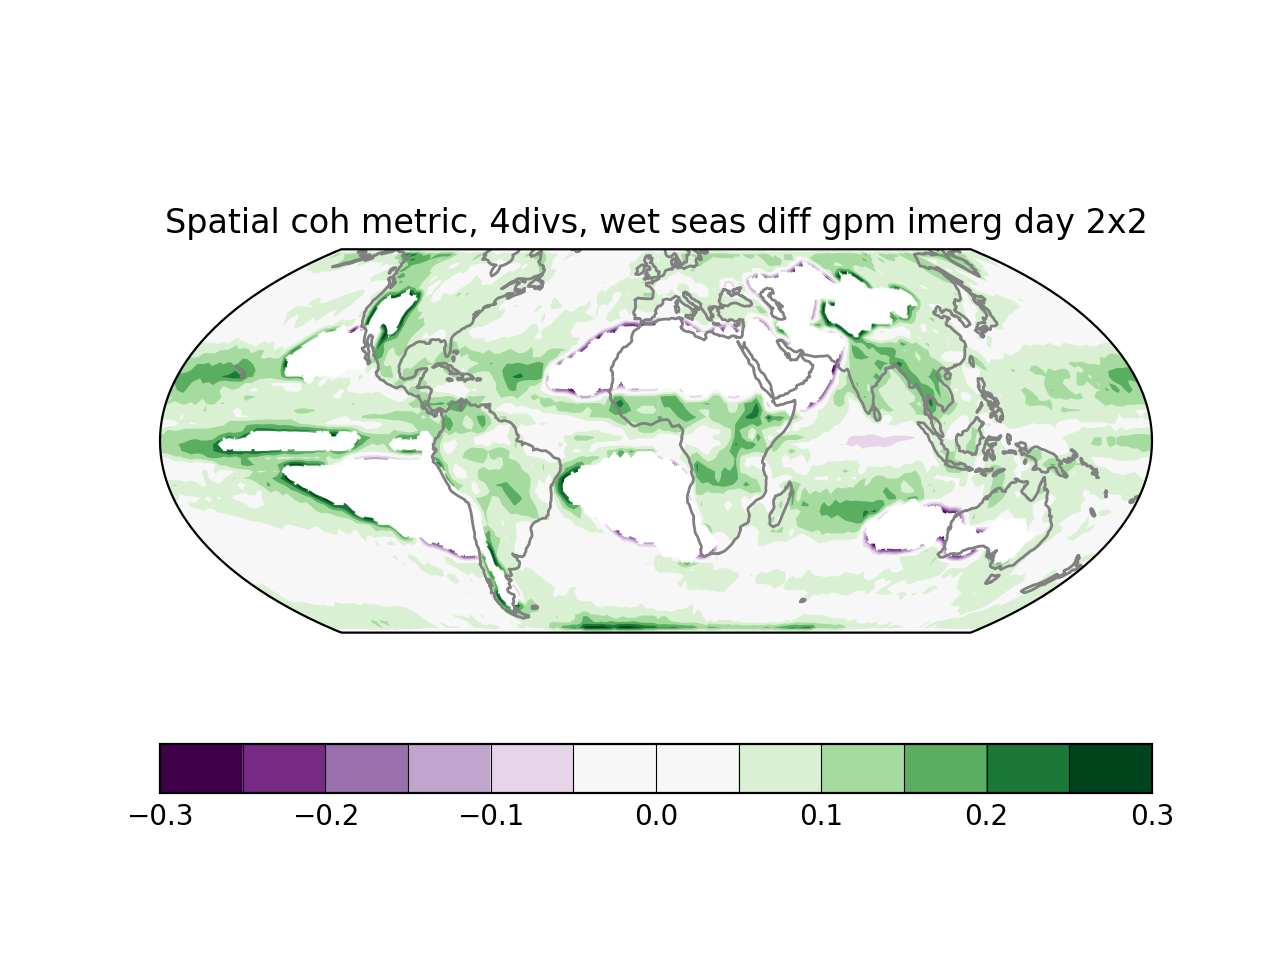 Spatial coh metric, 4divs, wet seas diff gpm imerg day 2x2
−0.3 −0.2 −0.1 0.0 0.1 0.2 0.3